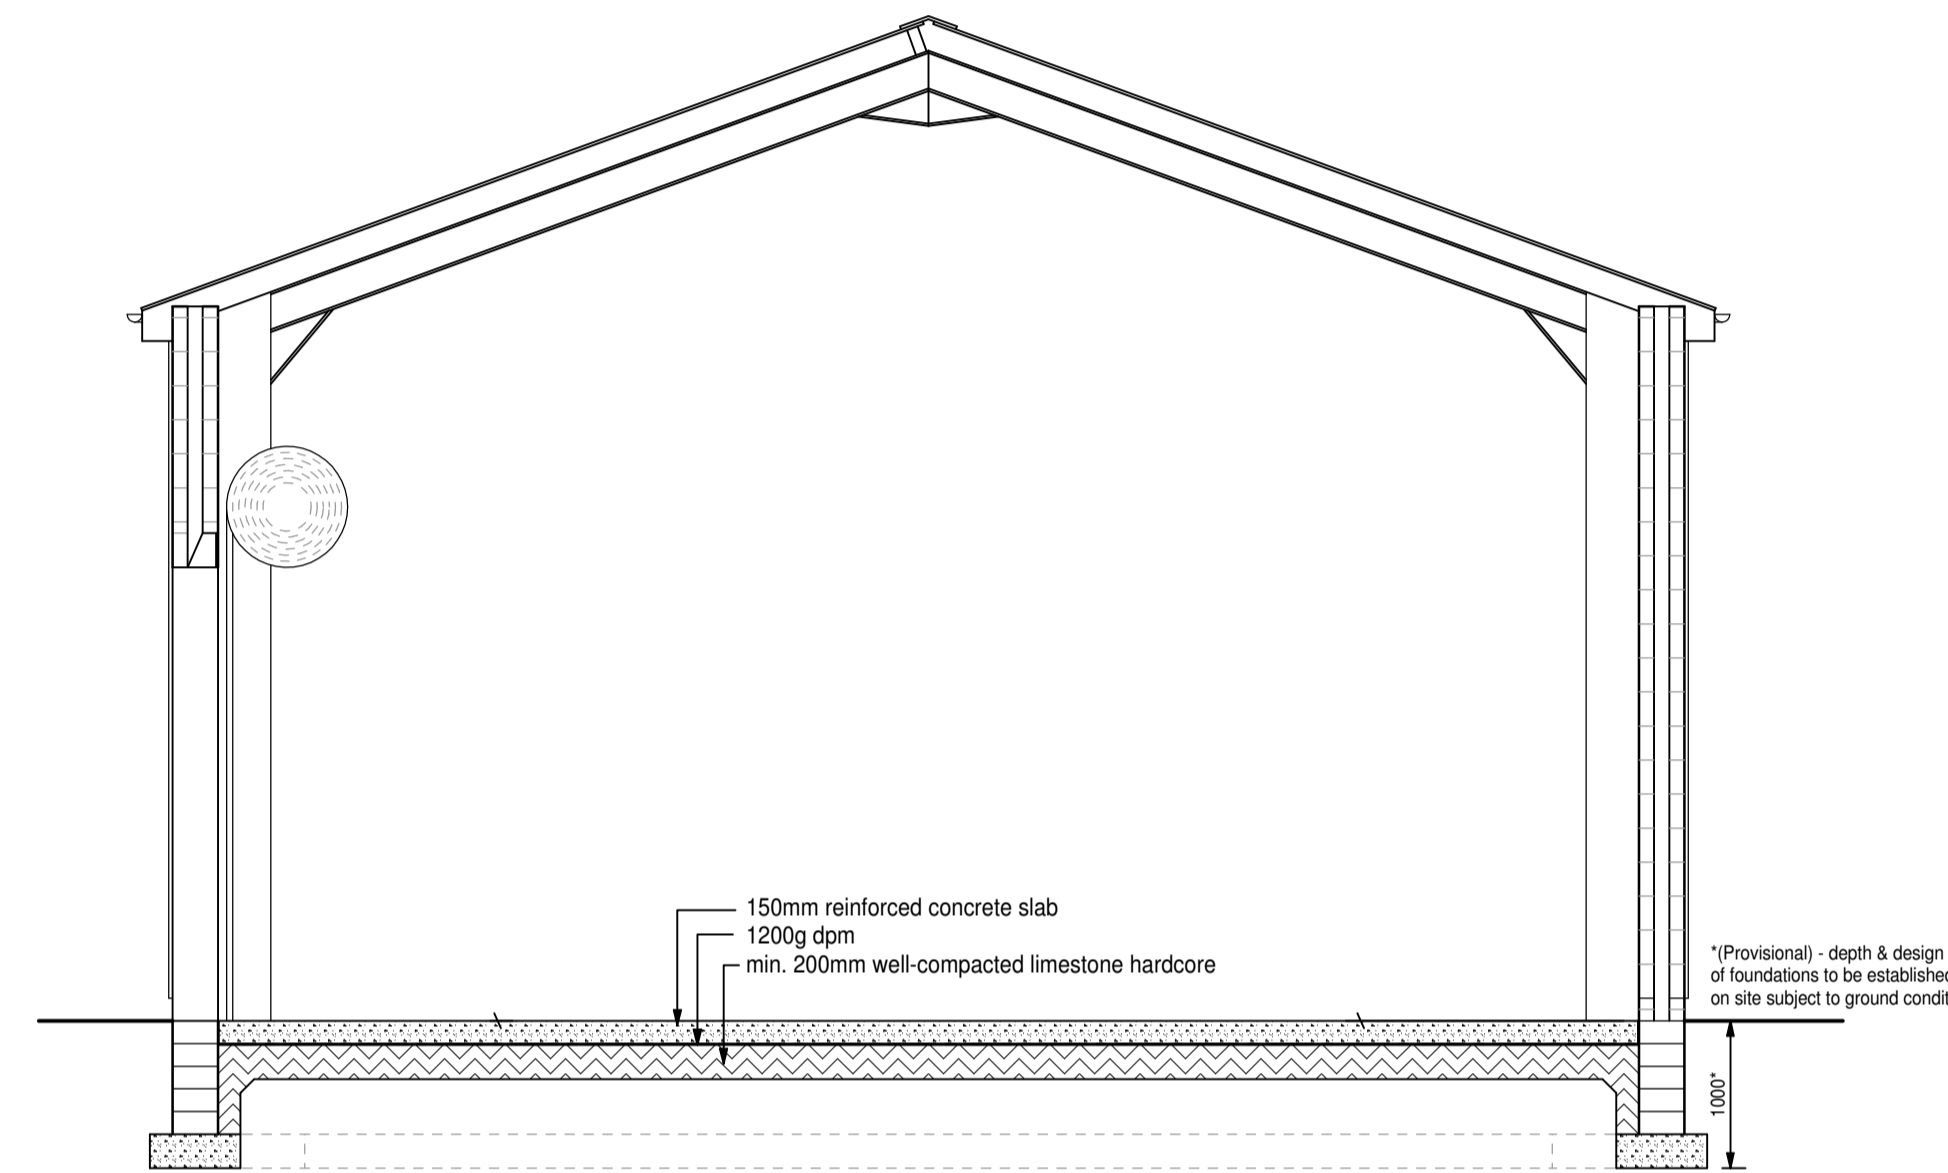 150mm reinforced concrete slab
1200g dpm
min. 200mm well-compacted limestone hardcore
*(Provisional) - depth & design
of foundations to be established
on site subject to ground condit
1000*